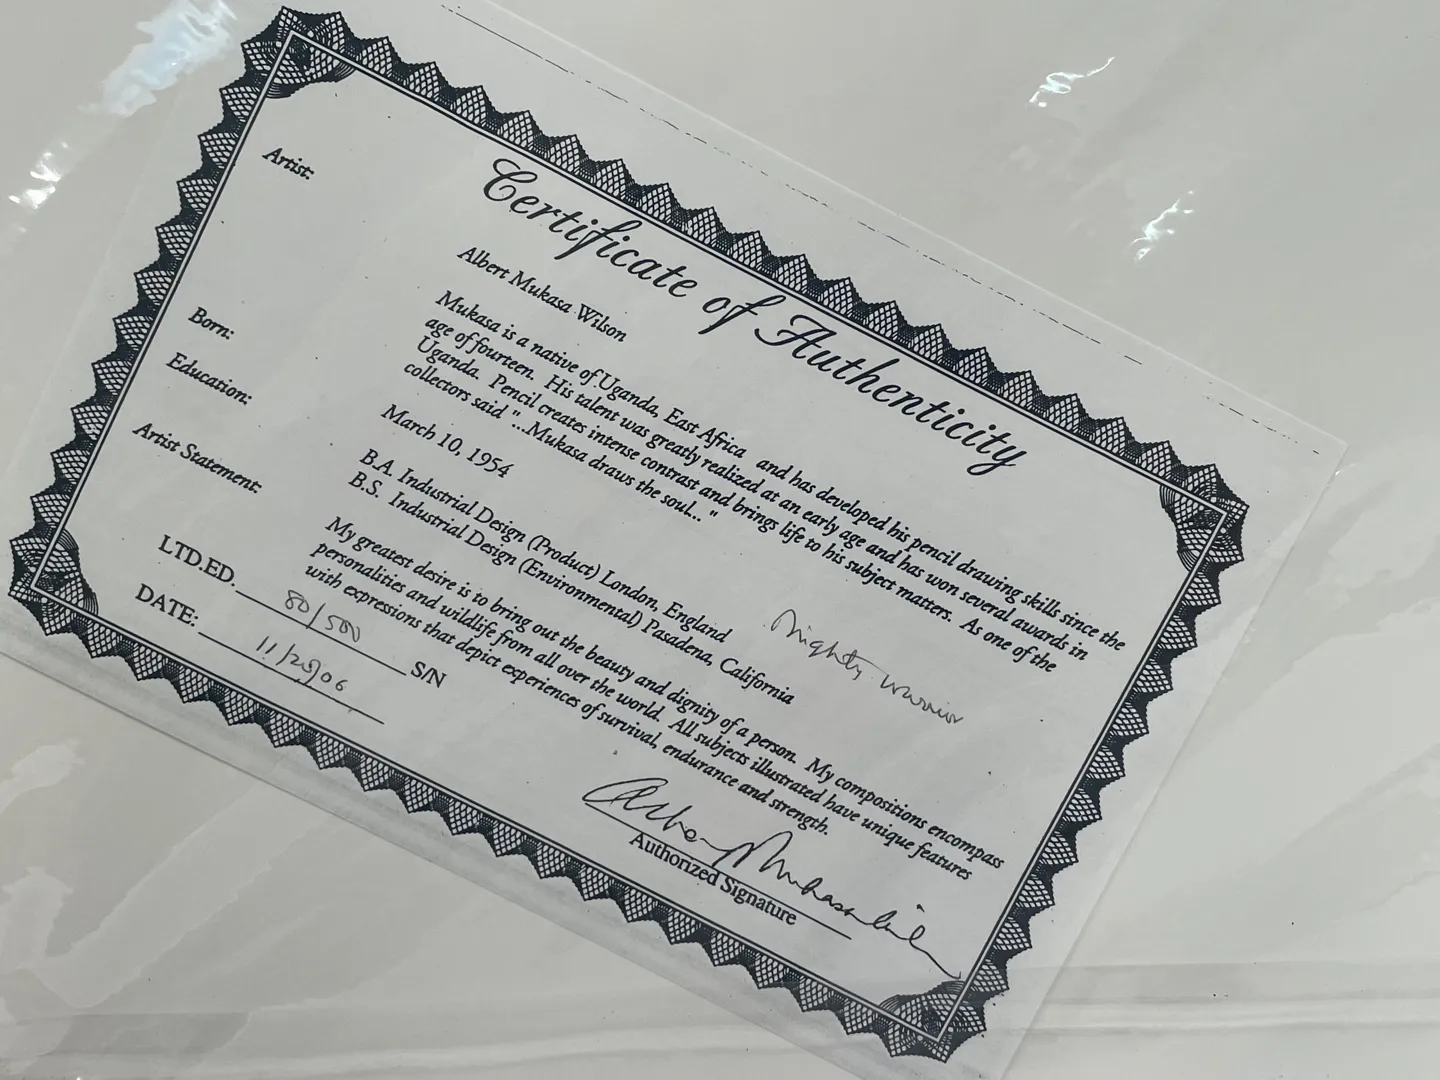 Certificate of Authenticity
Artist:
Albert Mukasa Wilson
Mukasa is a native of Uganda, East Africa and has developed his pencil drawing skills since the
age of fourteen. His talent was greatly realized at an early age and has won several awards in
Uganda. Pencil creates intense contrast and brings life to his subject matters. As one of the
collectors said "...Mukasa draws the soul..."
Born:
March 10, 1954
Education:
B.A. Industrial Design (Product) London, England
B.S. Industrial Design (Environmental) Pasadena, California
Mighty Warrior
Artist Statement:
My greatest desire is to bring out the beauty and dignity of a person. My compositions encompass
personalities and wildlife from all over the world. All subjects illustrated have unique features
with expressions that depict experiences of survival, endurance and strength.
LTD.ED. 80/500 S/N
DATE: 11/28/06
Albert Mukasa Wilson
Authorized Signature